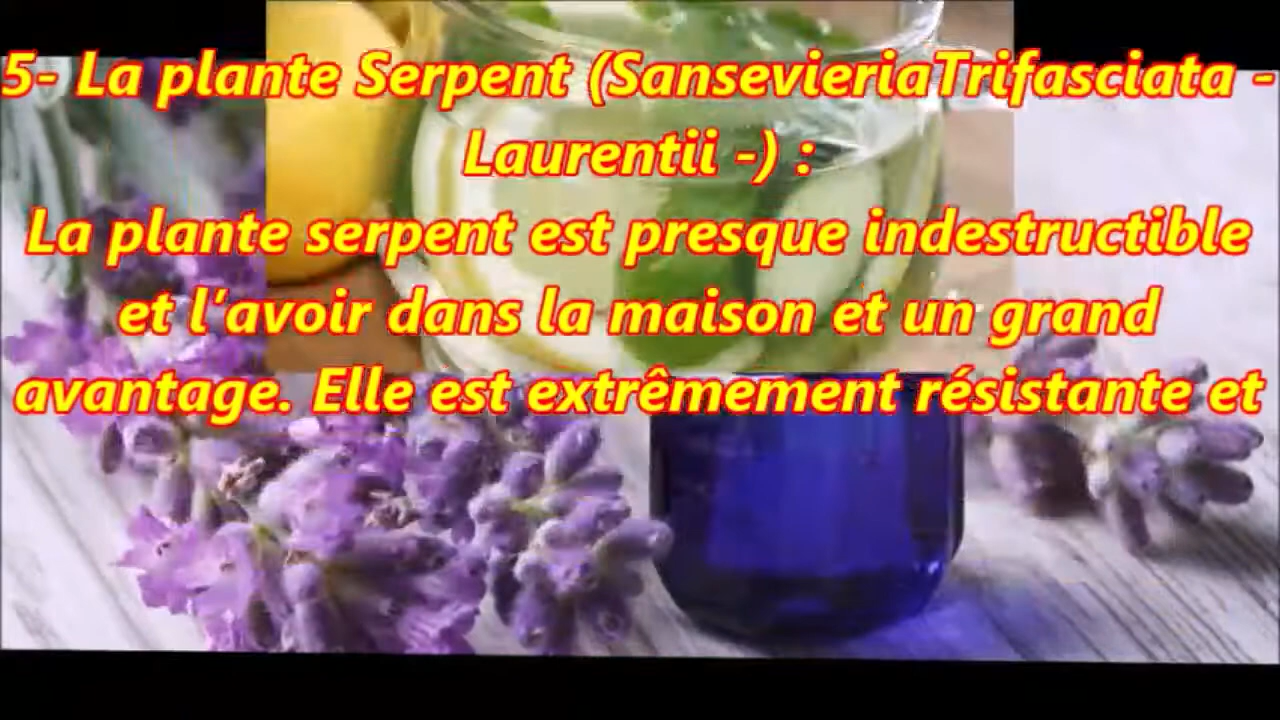 5- La plante Serpent (SansevieriaTrifasciata -
Laurentii -) :
La plante serpent est presque indestructible
et l'avoir dans la maison et un grand
avantage. Elle est extrêmement résistante et